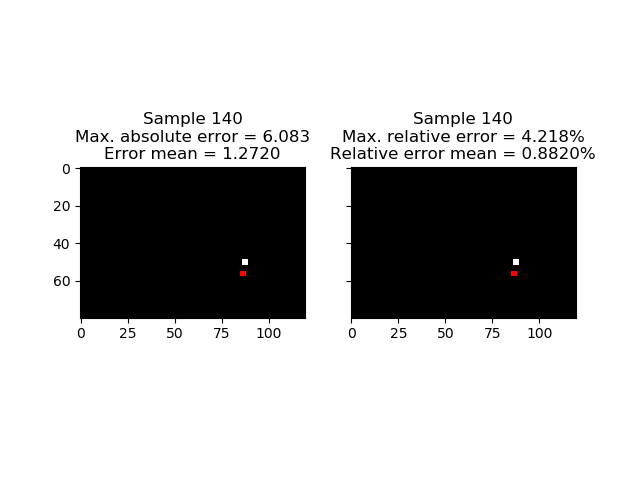 Sample 140
Max. absolute error = 6.083
Error mean = 1.2720
0
20
40
60
0
25
50
75
100
Sample 140
Max. relative error = 4.218%
Relative error mean = 0.8820%
0
25
50
75
100